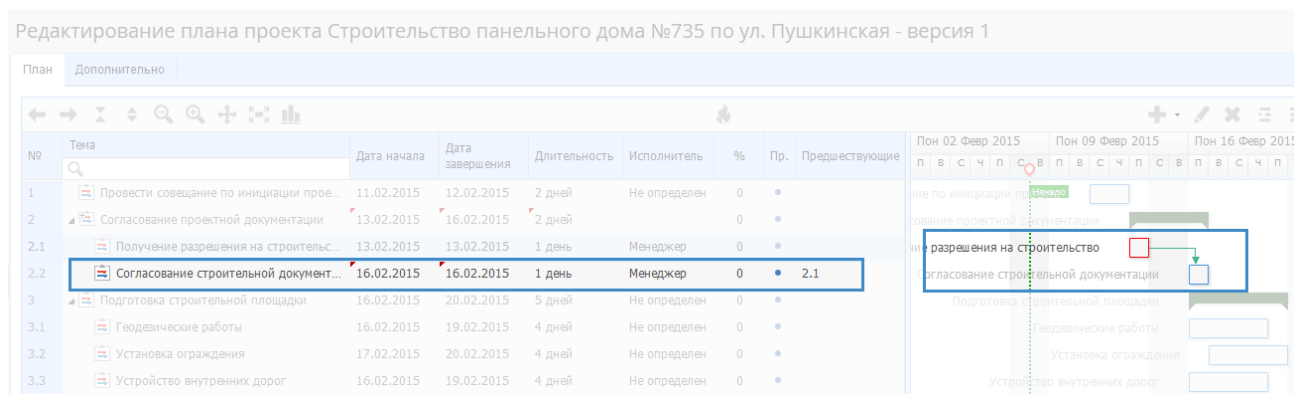 Редактирование плана проекта Строительство панельного дома №735 по ул. Пушкинская - версия 1
План Дополнительно
№ Тема Дата начала Дата завершения Длительность Исполнитель % Пр. Предшествующие
Пон 02 Февр 2015 Пон 09 Февр 2015 Пон 16 Февр 2015
П В С Ч П С В П В С Ч П С В П В С Ч П
1 Провести совещание по инициации прое... 11.02.2015 12.02.2015 2 дней Не определен 0
2 Согласование проектной документации 13.02.2015 16.02.2015 2 дней 0
2.1 Получение разрешения на строительс... 13.02.2015 13.02.2015 1 день Менеджер 0
разрешения на строительство
2.2 Согласование строительной документ... 16.02.2015 16.02.2015 1 день Менеджер 0 2.1
Согласование строительной документации
3 Подготовка строительной площадки 16.02.2015 20.02.2015 5 дней Не определен 0
Подготовка строительной площадки
3.1 Геодезические работы 16.02.2015 19.02.2015 4 дней Не определен 0
Геодезические работы
3.2 Установка ограждения 17.02.2015 20.02.2015 4 дней Не определен 0
Установка ограждения
3.3 Устройство внутренних дорог 16.02.2015 19.02.2015 4 дней Не определен 0
Устройство внутренних дорог